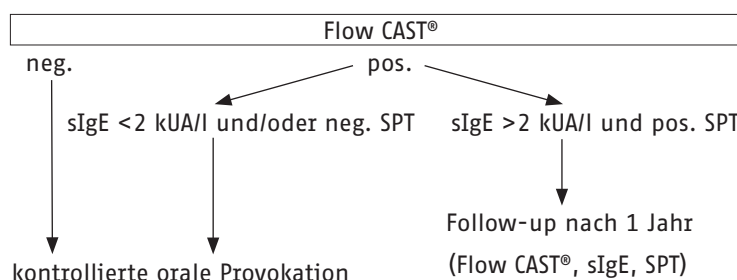 Flow CAST®
neg.
pos.
sIgE <2 kUA/l und/oder neg. SPT
sIgE >2 kUA/l und pos. SPT
Follow-up nach 1 Jahr
(Flow CAST®, sIgE, SPT)
kontrollierte orale Provokation